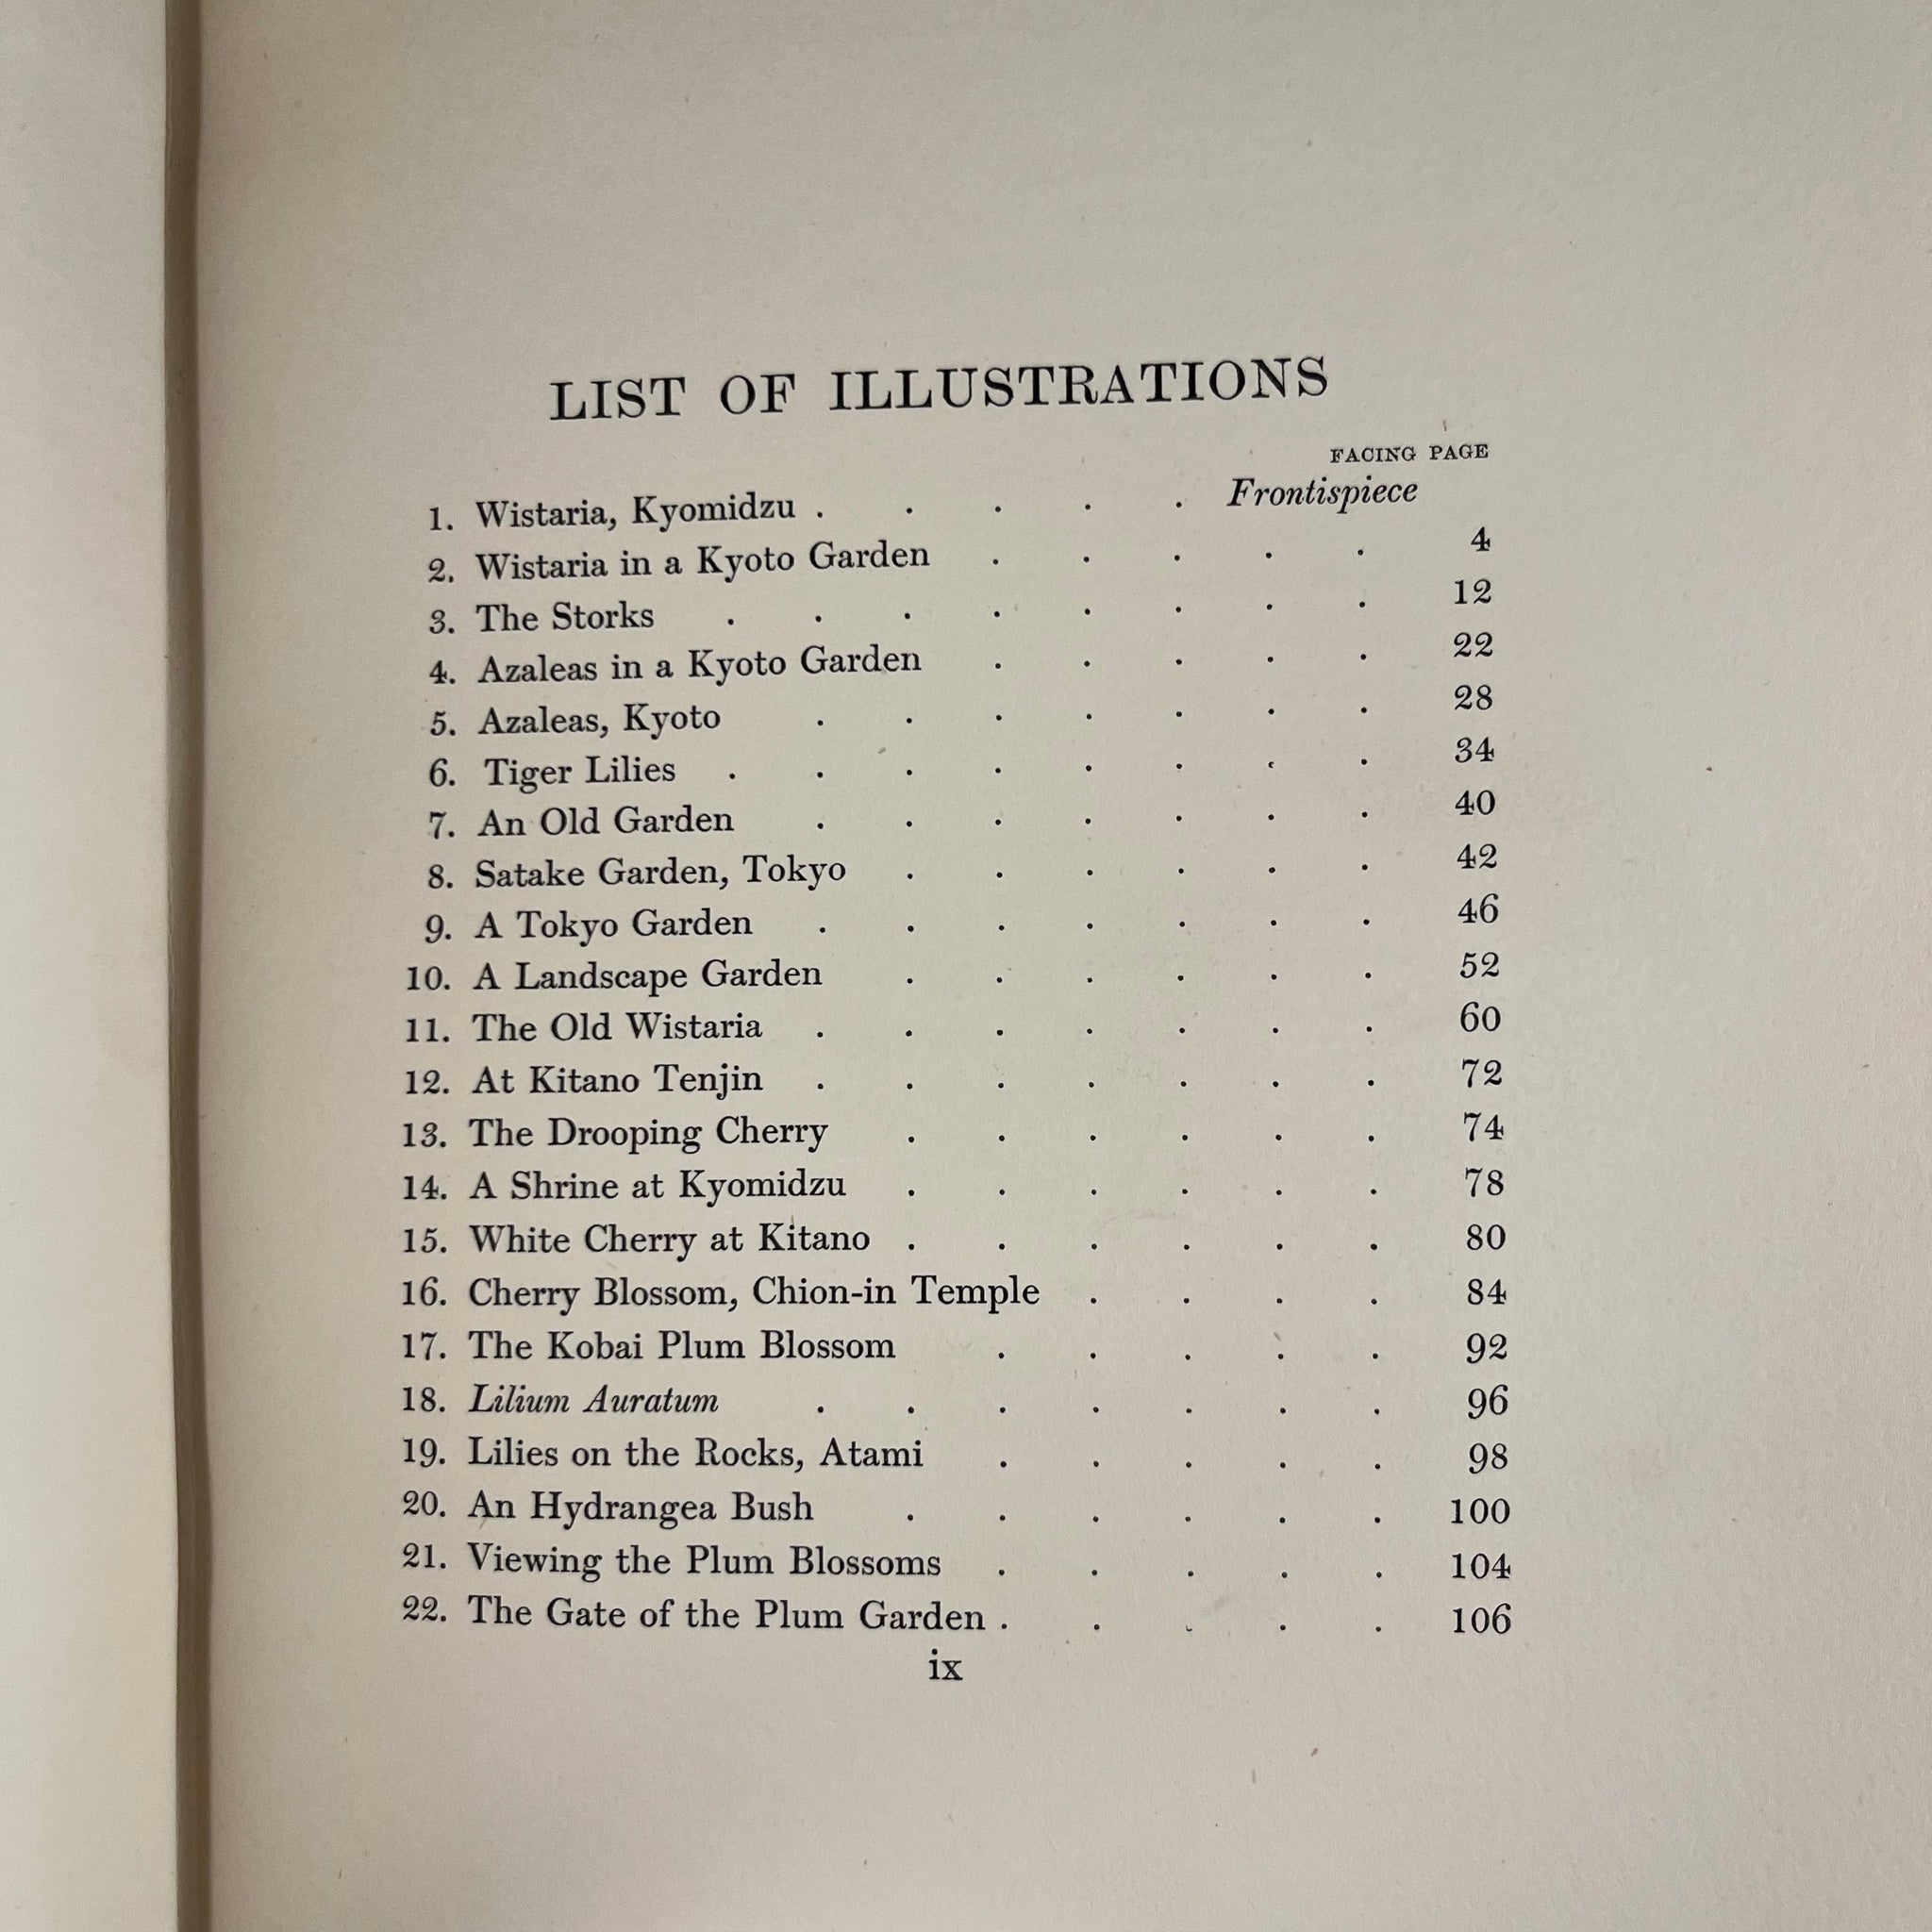 LIST OF ILLUSTRATIONS
FACING PAGE
1. Wistaria, Kyomidzu . . . . . Frontispiece
2. Wistaria in a Kyoto Garden . . . . . 4
3. The Storks . . . . . . . . 12
4. Azaleas in a Kyoto Garden . . . . . 22
5. Azaleas, Kyoto . . . . . . . 28
6. Tiger Lilies . . . . . . . . 34
7. An Old Garden . . . . . . . 40
8. Satake Garden, Tokyo . . . . . . 42
9. A Tokyo Garden . . . . . . . 46
10. A Landscape Garden . . . . . . 52
11. The Old Wistaria . . . . . . . 60
12. At Kitano Tenjin . . . . . . . 72
13. The Drooping Cherry . . . . . . 74
14. A Shrine at Kyomidzu . . . . . . 78
15. White Cherry at Kitano . . . . . . 80
16. Cherry Blossom, Chion-in Temple . . . . 84
17. The Kobai Plum Blossom . . . . . 92
18. Lilium Auratum . . . . . . . 96
19. Lilies on the Rocks, Atami . . . . . 98
20. An Hydrangea Bush . . . . . . 100
21. Viewing the Plum Blossoms . . . . . 104
22. The Gate of the Plum Garden . . . . . 106
ix